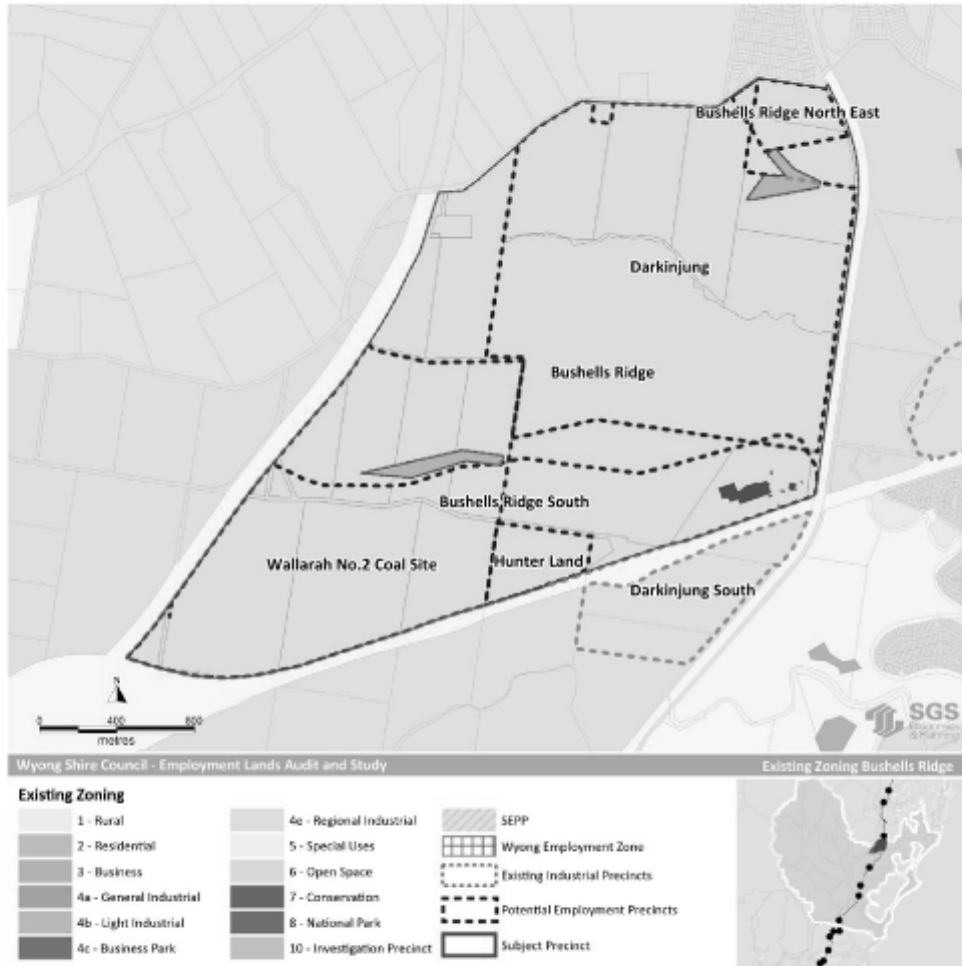 Bushells Ridge North East
Darkinjung
Bushells Ridge
Bushells Ridge South
Wallarah No.2 Coal Site
Hunter Land
Darkinjung South
N
0 400 800
metres
SGS
Economics
& Planning
Wyong Shire Council - Employment Lands Audit and Study
Existing Zoning Bushells Ridge
Existing Zoning
1 - Rural
2 - Residential
3 - Business
4a - General Industrial
4b - Light Industrial
4c - Business Park
4e - Regional Industrial
5 - Special Uses
6 - Open Space
7 - Conservation
8 - National Park
10 - Investigation Precinct
SEPP
Wyong Employment Zone
Existing Industrial Precincts
Potential Employment Precincts
Subject Precinct